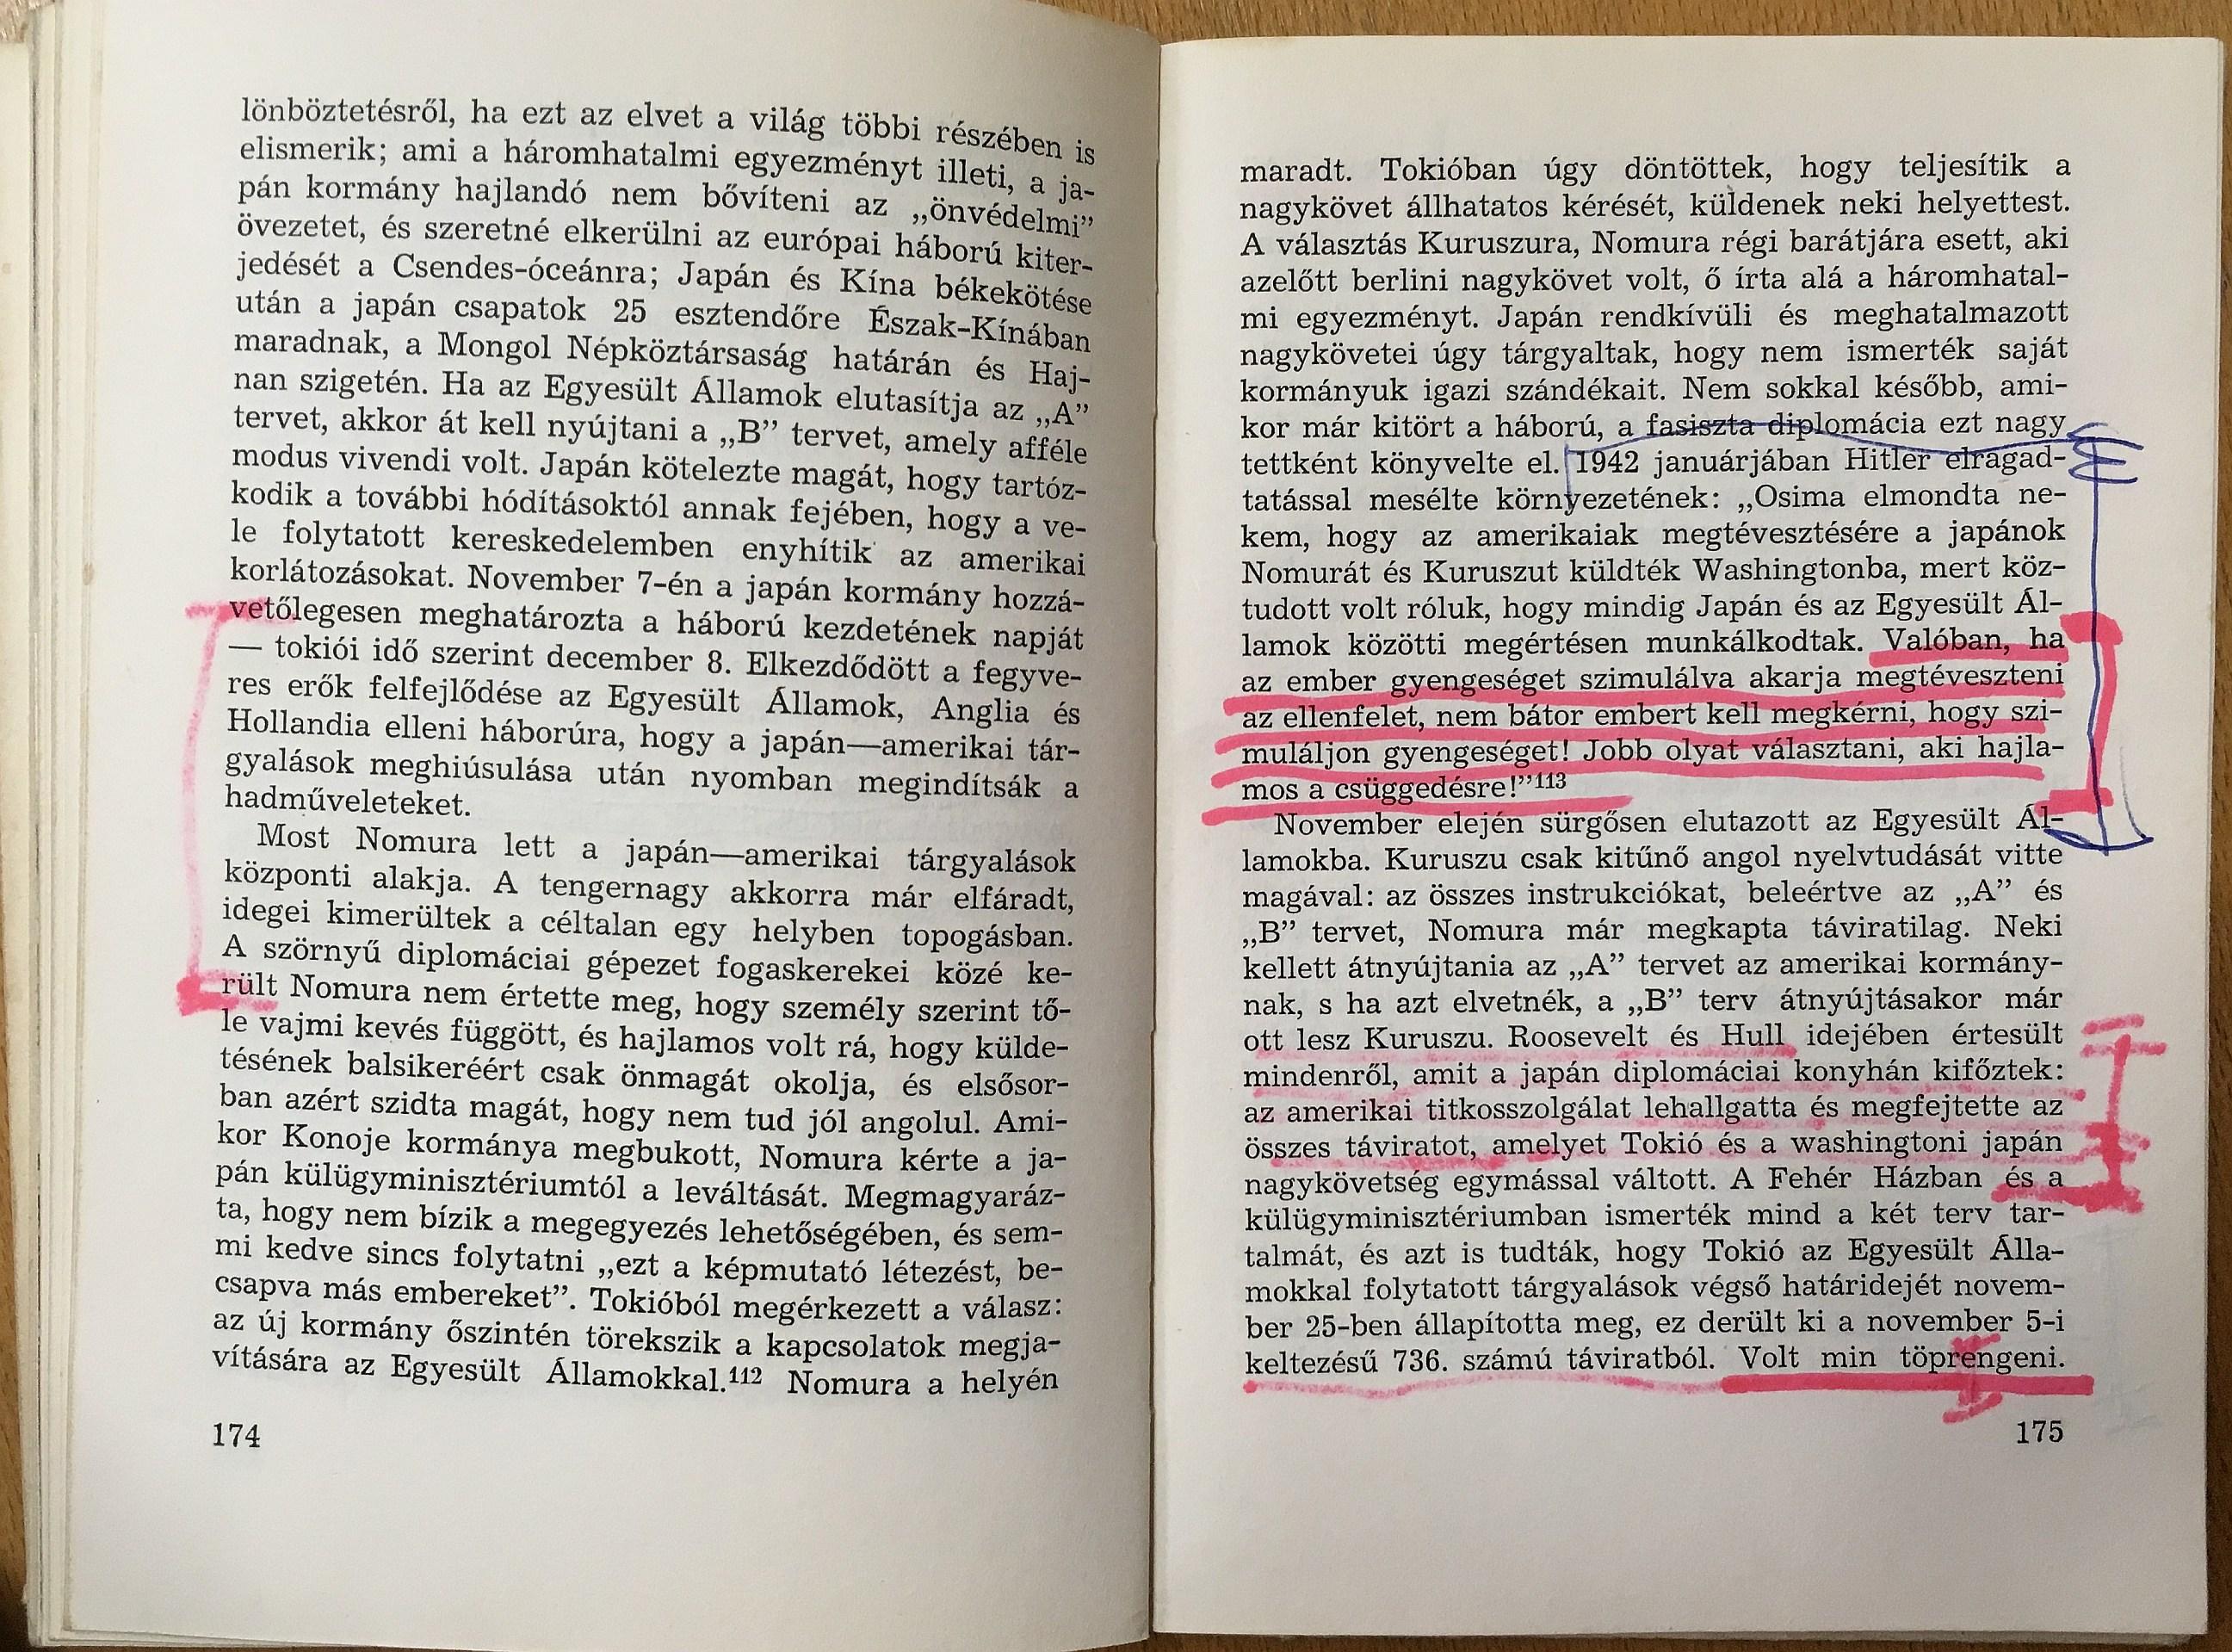 lönböztetésről, ha ezt az elvet a világ többi részében is
elismerik; ami a háromhatalmi egyezményt illeti, a ja-
pán kormány hajlandó nem bővíteni az „önvédelmi”
övezetet, és szeretné elkerülni az európai háború kiter-
jedését a Csendes-óceánra; Japán és Kína békekötése
után a japán csapatok 25 esztendőre Észak-Kínában
maradnak, a Mongol Népköztársaság határán és Haj-
nan szigetén. Ha az Egyesült Államok elutasítja az „A”
tervet, akkor át kell nyújtani a „B” tervet, amely afféle
modus vivendi volt. Japán kötelezte magát, hogy tartóz-
kodik a további hódításoktól annak fejében, hogy a ve-
le folytatott kereskedelemben enyhítik az amerikai
korlátozásokat. November 7-én a japán kormány hozzá-
vetőlegesen meghatározta a háború kezdetének napját
— tokiói idő szerint december 8. Elkezdődött a fegyve-
res erők felfejlődése az Egyesült Államok, Anglia és
Hollandia elleni háborúra, hogy a japán—amerikai tár-
gyalások meghiúsulása után nyomban megindítsák a
hadműveleteket.
Most Nomura lett a japán—amerikai tárgyalások
központi alakja. A tengernagy akkorra már elfáradt,
idegei kimerültek a céltalan egy helyben topogásban.
A szörnyű diplomáciai gépezet fogaskerekei közé ke-
rült Nomura nem értette meg, hogy személy szerint tő-
le vajmi kevés függött, és hajlamos volt rá, hogy külde-
tésének balsikeréért csak önmagát okolja, és elsősor-
ban azért szidta magát, hogy nem tud jól angolul. Ami-
kor Konoje kormánya megbukott, Nomura kérte a ja-
pán külügyminisztériumtól a leváltását. Megmagyaráz-
ta, hogy nem bízik a megegyezés lehetőségében, és sem-
mi kedve sincs folytatni „ezt a képmutató létezést, be-
csapva más embereket”. Tokióból megérkezett a válasz:
az új kormány őszintén törekszik a kapcsolatok megja-
vítására az Egyesült Államokkal.¹¹² Nomura a helyén
174
maradt. Tokióban úgy döntöttek, hogy teljesítik a
nagykövet állhatatos kérését, küldenek neki helyettest.
A választás Kuruszura, Nomura régi barátjára esett, aki
azelőtt berlini nagykövet volt, ő írta alá a háromhatal-
mi egyezményt. Japán rendkívüli és meghatalmazott
nagykövetei úgy tárgyaltak, hogy nem ismerték saját
kormányuk igazi szándékait. Nem sokkal később, ami-
kor már kitört a háború, a fasiszta diplomácia ezt nagy
tettként könyvelte el. 1942 januárjában Hitler elragad-
tatással mesélte környezetének: „Osima elmondta ne-
kem, hogy az amerikaiak megtévesztésére a japánok
Nomurát és Kuruszut küldték Washingtonba, mert köz-
tudott volt róluk, hogy mindig Japán és az Egyesült Ál-
lamok közötti megértésen munkálkodtak. Valóban, ha
az ember gyengeséget szimulálva akarja megtéveszteni
az ellenfelet, nem bátor embert kell megkérni, hogy szi-
muláljon gyengeséget! Jobb olyat választani, aki hajla-
mos a csüggedésre!”¹¹³
November elején sürgősen elutazott az Egyesült Ál-
lamokba. Kuruszu csak kitűnő angol nyelvtudását vitte
magával: az összes instrukciókat, beleértve az „A” és
„B” tervet, Nomura már megkapta táviratilag. Neki
kellett átnyújtania az „A” tervet az amerikai kormány-
nak, s ha azt elvetnék, a „B” terv átnyújtásakor már
ott lesz Kuruszu. Roosevelt és Hull idejében értesült
mindenről, amit a japán diplomáciai konyhán kifőztek:
az amerikai titkosszolgálat lehallgatta és megfejtette az
összes táviratot, amelyet Tokió és a washingtoni japán
nagykövetség egymással váltott. A Fehér Házban és a
külügyminisztériumban ismerték mind a két terv tar-
talmát, és azt is tudták, hogy Tokió az Egyesült Álla-
mokkal folytatott tárgyalások végső határidejét novem-
ber 25-ben állapította meg, ez derült ki a november 5-i
keltezésű 736. számú táviratból. Volt min töprengeni.
175